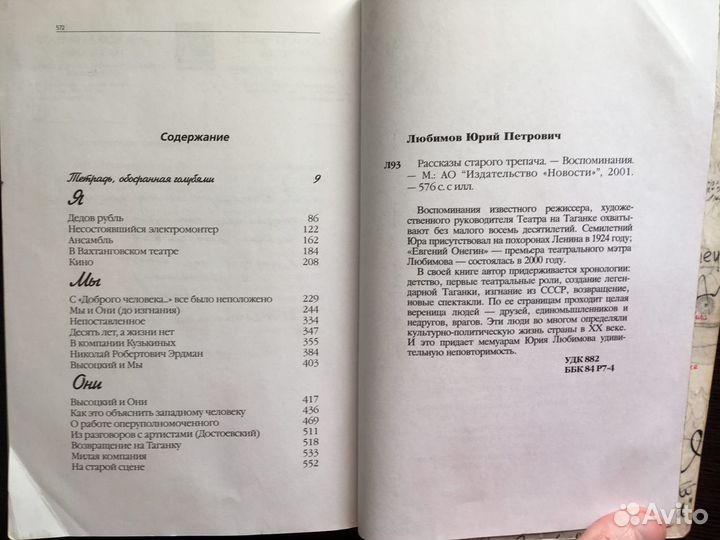 572
Содержание
Тетрадь, обосранная голубями 9
Я
Дедов рубль 86
Несостоявшийся электромонтер 122
Ансамбль 162
В Вахтанговском театре 184
Кино 208
Мы
С «Доброго человека..» все было неположено 229
Мы и Они (до изгнания) 244
Непоставленное 334
Десять лет, а жизни нет 347
В компании Кузькиных 355
Николай Робертович Эрдман 384
Высоцкий и Мы 403
Они
Высоцкий и Они 417
Как это объяснить западному человеку 436
О работе оперуполномоченного 469
Из разговоров с артистами (Достоевский) 511
Возвращение на Таганку 518
Милая компания 533
На старой сцене 552
Любимов Юрий Петрович
Л93 Рассказы старого трепача. — Воспоминания.
— М.: АО "Издательство «Новости»", 2001.
— 576 с. с илл.
Воспоминания известного режиссера, художе-
ственного руководителя Театра на Таганке охваты-
вают без малого восемь десятилетий. Семилетний
Юра присутствовал на похоронах Ленина в 1924 году;
«Евгений Онегин» — премьера театрального мэтра
Любимова — состоялась в 2000 году.
В своей книге автор придерживается хронологии:
детство, первые театральные роли, создание леген-
дарной Таганки, изгнание из СССР, возвращение,
новые спектакли. По ее страницам проходит целая
вереница людей — друзей, единомышленников и
недругов, врагов. Эти люди во многом определяли
культурно-политическую жизнь страны в XX веке.
И это придает мемуарам Юрия Любимова удиви-
тельную неповторимость.
УДК 882
ББК 84 Р7-4
Avito